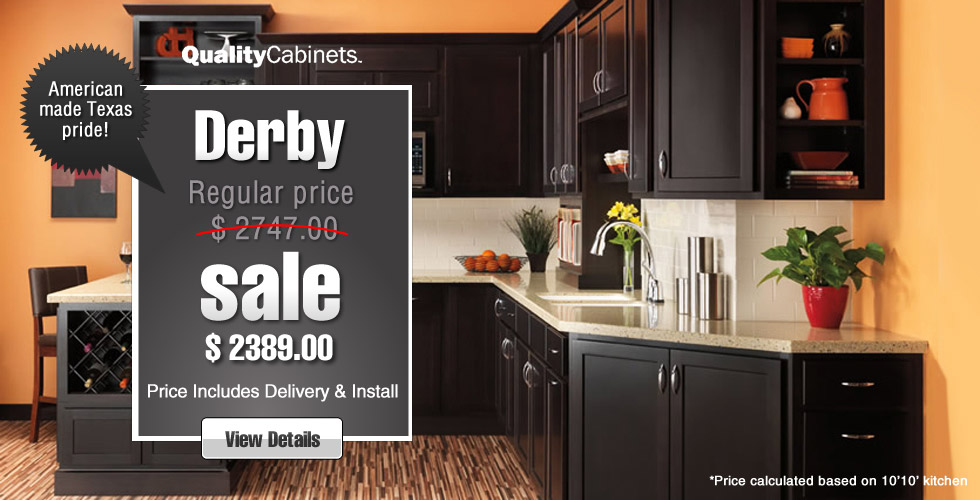 QualityCabinets™
American
made Texas
pride!
Derby
Regular price
$ 2747.00
sale
$ 2389.00
Price Includes Delivery & Install
View Details
*Price calculated based on 10'10' kitchen